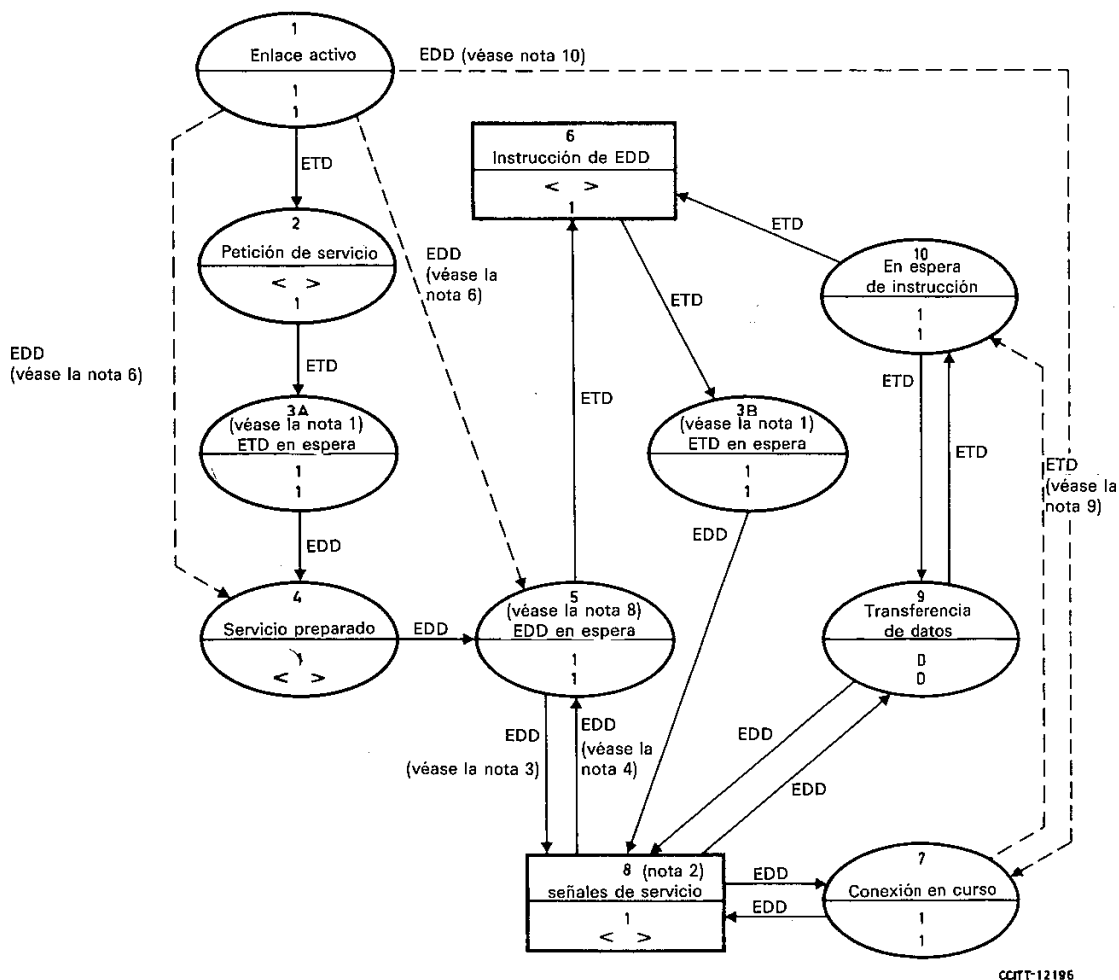 1
Enlace activo
1
1
EDD (véase nota 10)
ETD
6
Instrucción de EDD
< >
1
2
Petición de servicio
< >
1
EDD
(véase la
nota 6)
ETD
10
En espera
de instrucción
1
1
EDD
(véase la nota 6)
ETD
ETD
ETD
ETD
ETD
3A
(véase la nota 1)
ETD en espera
1
1
3B
(véase la nota 1)
ETD en espera
1
1
ETD
(véase la
nota 9)
EDD
EDD
4
Servicio preparado
1
< >
EDD
5
(véase la nota 8)
EDD en espera
1
1
9
Transferencia
de datos
D
D
EDD
(véase la nota 3)
EDD
(véase la
nota 4)
EDD
EDD
8 (nota 2)
señales de servicio
1
< >
EDD
EDD
7
Conexión en curso
1
1
CCITT-12196